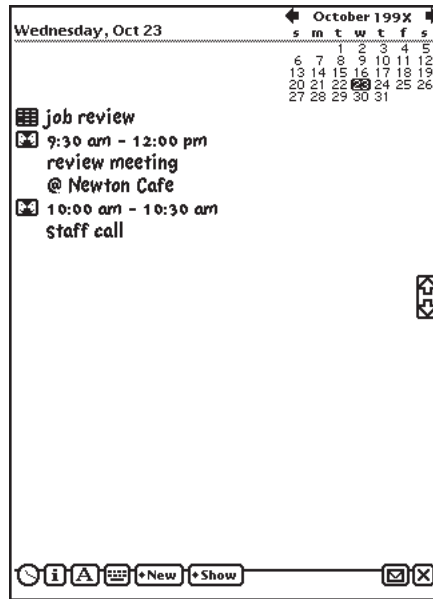 Wednesday, Oct 23
October 199X
s m t w t f s
1 2 3 4 5
6 7 8 9 10 11 12
13 14 15 16 17 18 19
20 21 22 23 24 25 26
27 28 29 30 31
job review
9:30 am - 12:00 pm
review meeting
@ Newton Cafe
10:00 am - 10:30 am
staff call
i A New Show